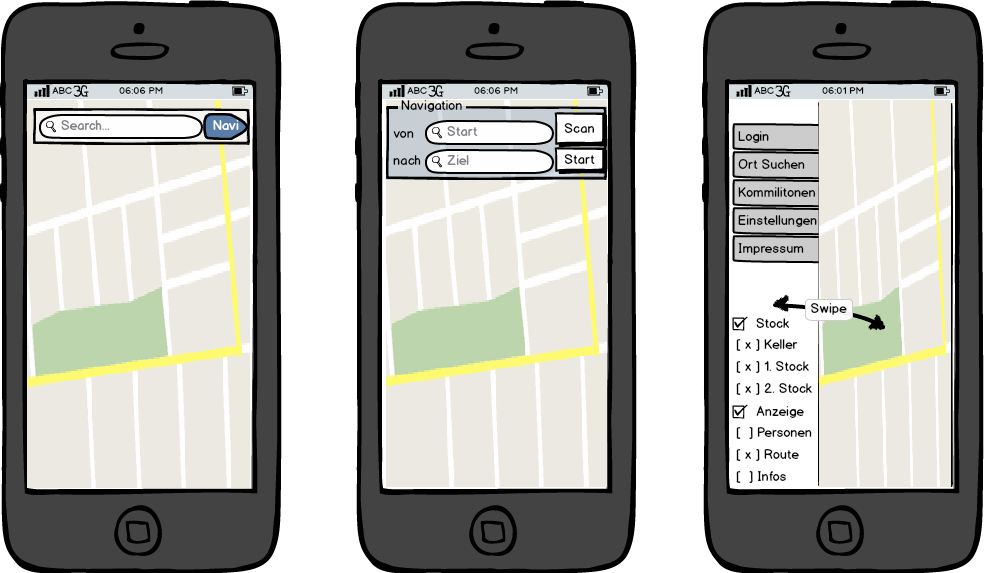 ABC 3G 06:06 PM
Search...
Navi
ABC 3G 06:06 PM
Navigation
von Start Scan
nach Ziel Start
ABC 3G 06:01 PM
Login
Ort Suchen
Kommilitonen
Einstellungen
Impressum
Swipe
Stock
[ x ] Keller
[ x ] 1. Stock
[ x ] 2. Stock
Anzeige
[ ] Personen
[ x ] Route
[ ] Infos